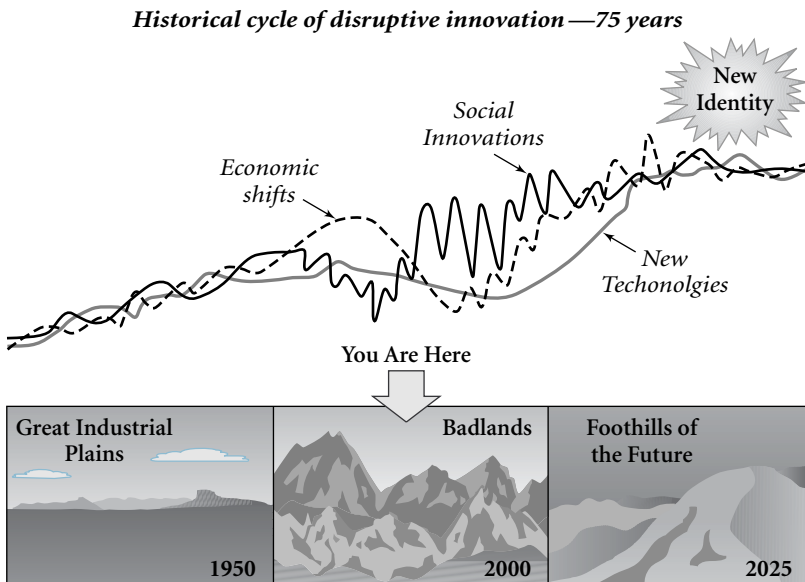 Historical cycle of disruptive innovation—75 years
New
Identity
Social
Innovations
Economic
shifts
New
Techonolgies
You Are Here
Great Industrial
Plains
1950
Badlands
2000
Foothills of
the Future
2025